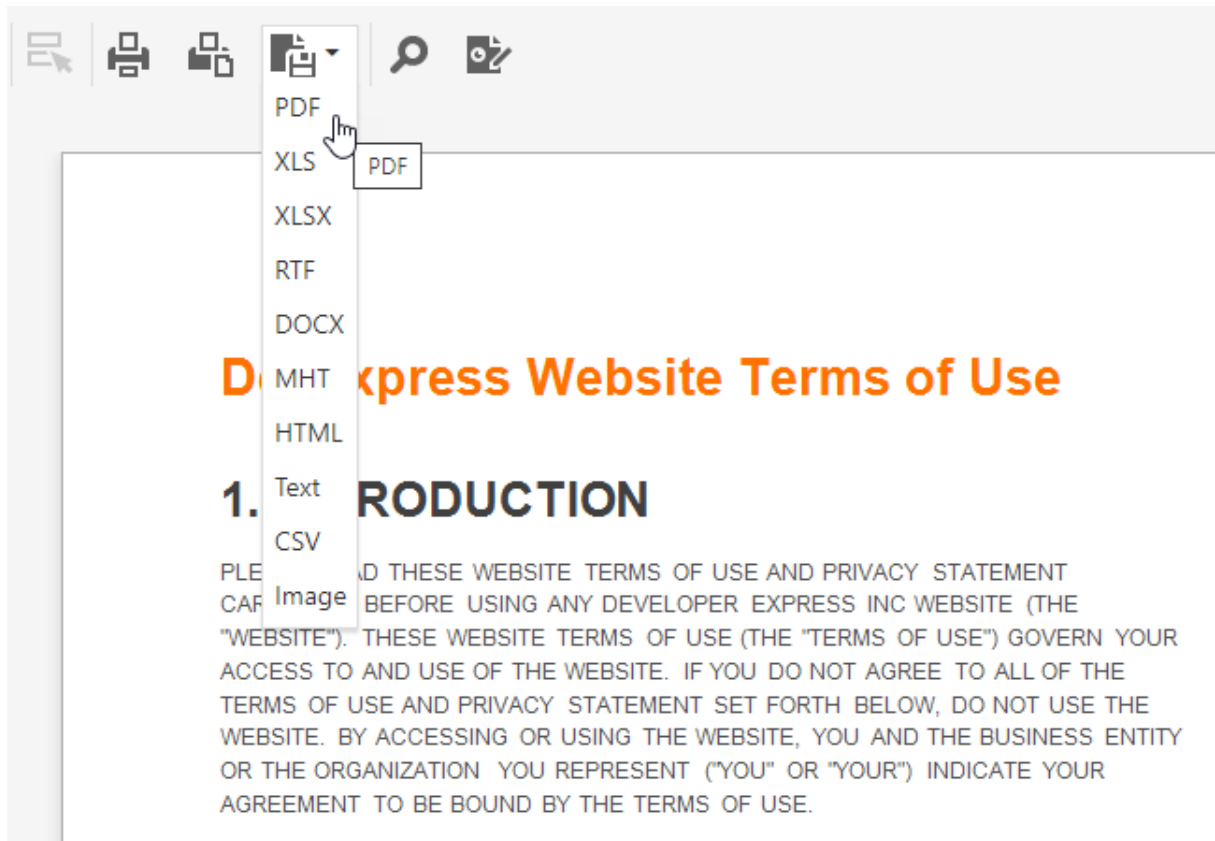 PDF
XLS
PDF
XLSX
RTF
DOCX
MHT
HTML
Text
CSV
Image
D xpress Website Terms of Use
1. RODUCTION
PLE D THESE WEBSITE TERMS OF USE AND PRIVACY STATEMENT
CAR BEFORE USING ANY DEVELOPER EXPRESS INC WEBSITE (THE
"WEBSITE"). THESE WEBSITE TERMS OF USE (THE "TERMS OF USE") GOVERN YOUR
ACCESS TO AND USE OF THE WEBSITE. IF YOU DO NOT AGREE TO ALL OF THE
TERMS OF USE AND PRIVACY STATEMENT SET FORTH BELOW, DO NOT USE THE
WEBSITE. BY ACCESSING OR USING THE WEBSITE, YOU AND THE BUSINESS ENTITY
OR THE ORGANIZATION YOU REPRESENT ("YOU" OR "YOUR") INDICATE YOUR
AGREEMENT TO BE BOUND BY THE TERMS OF USE.